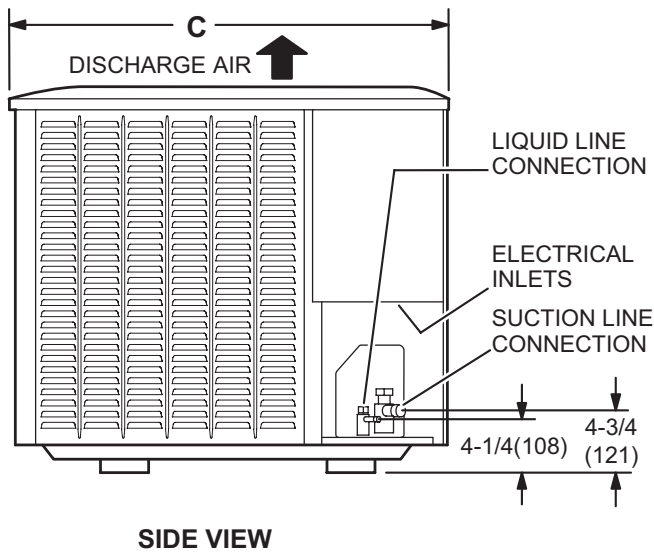 C
DISCHARGE AIR
LIQUID LINE
CONNECTION
ELECTRICAL
INLETS
SUCTION LINE
CONNECTION
4-1/4(108)
4-3/4
(121)
SIDE VIEW